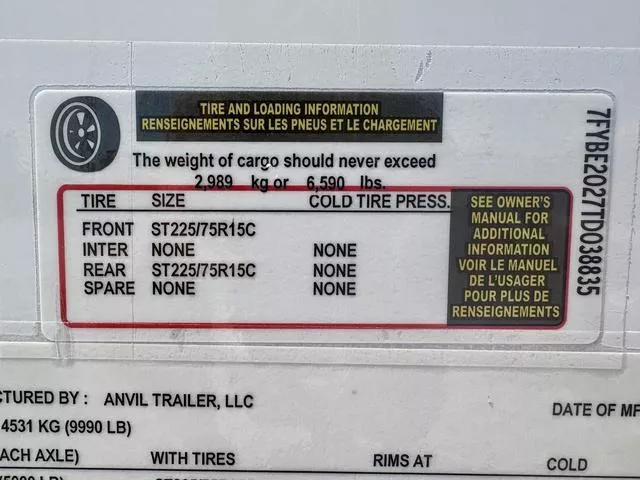 TIRE AND LOADING INFORMATION
RENSEIGNEMENTS SUR LES PNEUS ET LE CHARGEMENT
The weight of cargo should never exceed
2,989 kg or 6,590 lbs.
TIRE SIZE COLD TIRE PRESS.
FRONT ST225/75R15C
INTER NONE NONE
REAR ST225/75R15C NONE
SPARE NONE NONE
SEE OWNER'S
MANUAL FOR
ADDITIONAL
INFORMATION
VOIR LE MANUEL
DE L'USAGER
POUR PLUS DE
RENSEIGNEMENTS
7FYBE2027TD038835
CTURED BY : ANVIL TRAILER, LLC
DATE OF MF
4531 KG (9990 LB)
ACH AXLE) WITH TIRES RIMS AT COLD